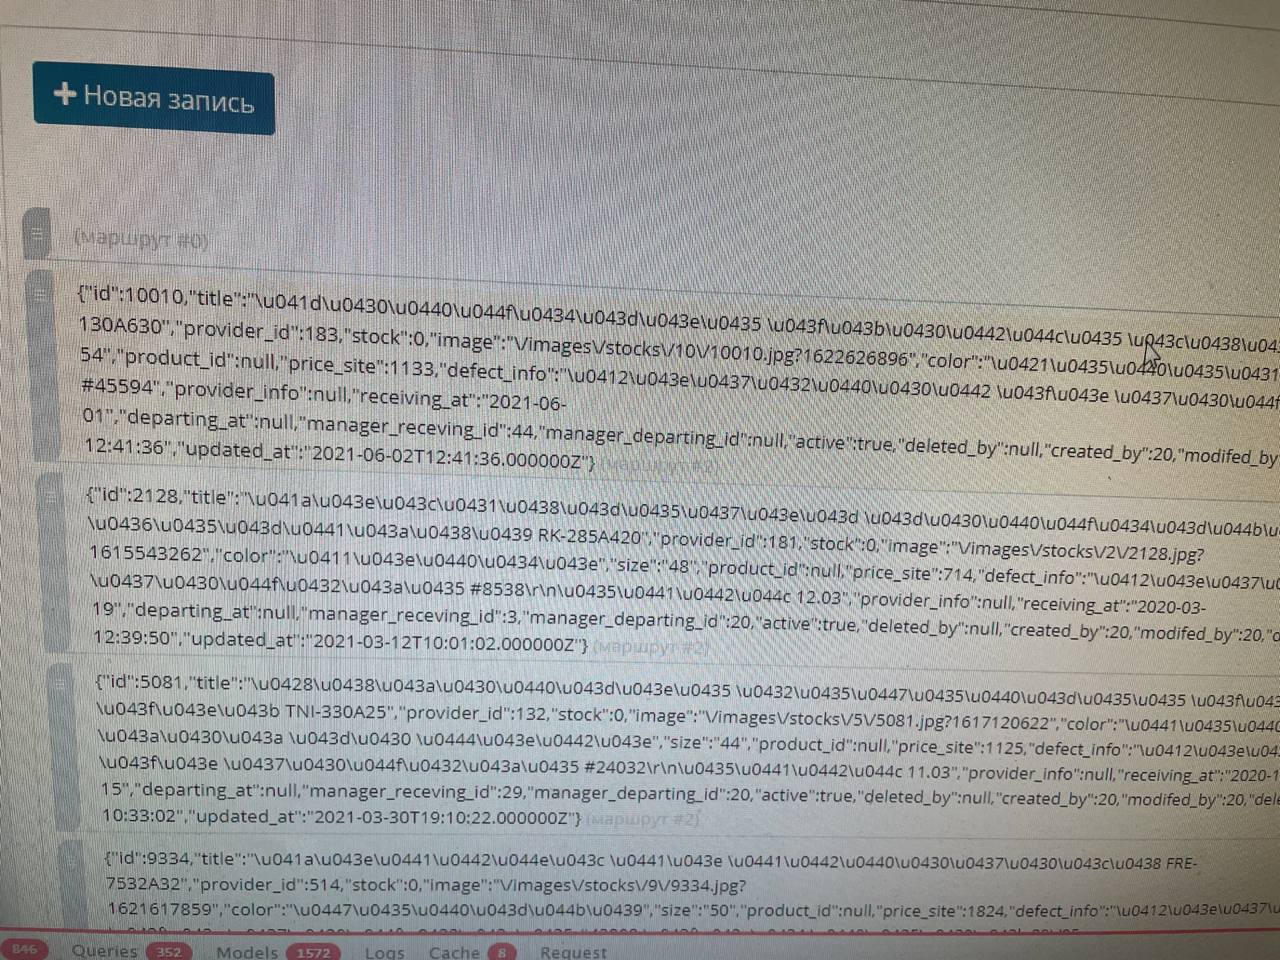 Новая запись
(маршрут #0)
{"id":10010,"title":"\u041d\u0430\u0440\u044f\u0434\u043d\u043e\u0435 \u043f\u043b\u0430\u0442\u044c\u0435 \u043c\u0438\u04
130A630","provider_id":183,"stock":0,"image":"\/images\/stocks\/10\/10010.jpg?1622626896","color":"\u0421\u0435\u0440\u0435\u0431
54","product_id":null,"price_site":1133,"defect_info":"\u0412\u043e\u0437\u0432\u0440\u0430\u0442 \u043f\u043e \u0437\u0430\u044f
#45594","provider_info":null,"receiving_at":"2021-06-
01","departing_at":null,"manager_receving_id":44,"manager_departing_id":null,"active":true,"deleted_by":null,"created_by":20,"modifed_by
12:41:36","updated_at":"2021-06-02T12:41:36.000000Z"} (маршрут #2)
{"id":2128,"title":"\u041a\u043e\u043c\u0431\u0438\u043d\u0435\u0437\u043e\u043d \u043d\u0430\u0440\u044f\u0434\u043d\u044b\u
\u0436\u0435\u043d\u0441\u043a\u0438\u0439 RK-285A420","provider_id":181,"stock":0,"image":"\/images\/stocks\/2\/2128.jpg?
1615543262","color":"\u0411\u043e\u0440\u0434\u043e","size":"48","product_id":null,"price_site":714,"defect_info":"\u0412\u043e\u0437\u0
\u0437\u0430\u044f\u0432\u043a\u0435 #8538\r\n\u0435\u0441\u0442\u044c 12.03","provider_info":null,"receiving_at":"2020-03-
19","departing_at":null,"manager_receving_id":3,"manager_departing_id":20,"active":true,"deleted_by":null,"created_by":20,"modifed_by":20,"d
12:39:50","updated_at":"2021-03-12T10:01:02.000000Z"} (маршрут #2)
{"id":5081,"title":"\u0428\u0438\u043a\u0430\u0440\u043d\u043e\u0435 \u0432\u0435\u0447\u0435\u0440\u043d\u0435\u0435 \u043f\u043
\u043f\u043e\u043b TNI-330A25","provider_id":132,"stock":0,"image":"\/images\/stocks\/5\/5081.jpg?1617120622","color":"\u0441\u0435\u0440
\u043a\u0430\u043a \u043d\u0430 \u0444\u043e\u0442\u043e","size":"44","product_id":null,"price_site":1125,"defect_info":"\u0412\u043e\u04
\u043f\u043e \u0437\u0430\u044f\u0432\u043a\u0435 #24032\r\n\u0435\u0441\u0442\u044c 11.03","provider_info":null,"receiving_at":"2020-1
15","departing_at":null,"manager_receving_id":29,"manager_departing_id":20,"active":true,"deleted_by":null,"created_by":20,"modifed_by":20,"dele
10:33:02","updated_at":"2021-03-30T19:10:22.000000Z"} (маршрут #2)
{"id":9334,"title":"\u041a\u043e\u0441\u0442\u044e\u043c \u0441\u043e \u0441\u0442\u0440\u0430\u0437\u0430\u043c\u0438 FRE-
7532A32","provider_id":514,"stock":0,"image":"\/images\/stocks\/9\/9334.jpg?
1621617859","color":"\u0447\u0435\u0440\u043d\u044b\u0439","size":"50","product_id":null,"price_site":1824,"defect_info":"\u0412\u043e\u0437\u
846 Queries 352 Models 1572 Logs Cache 8 Request